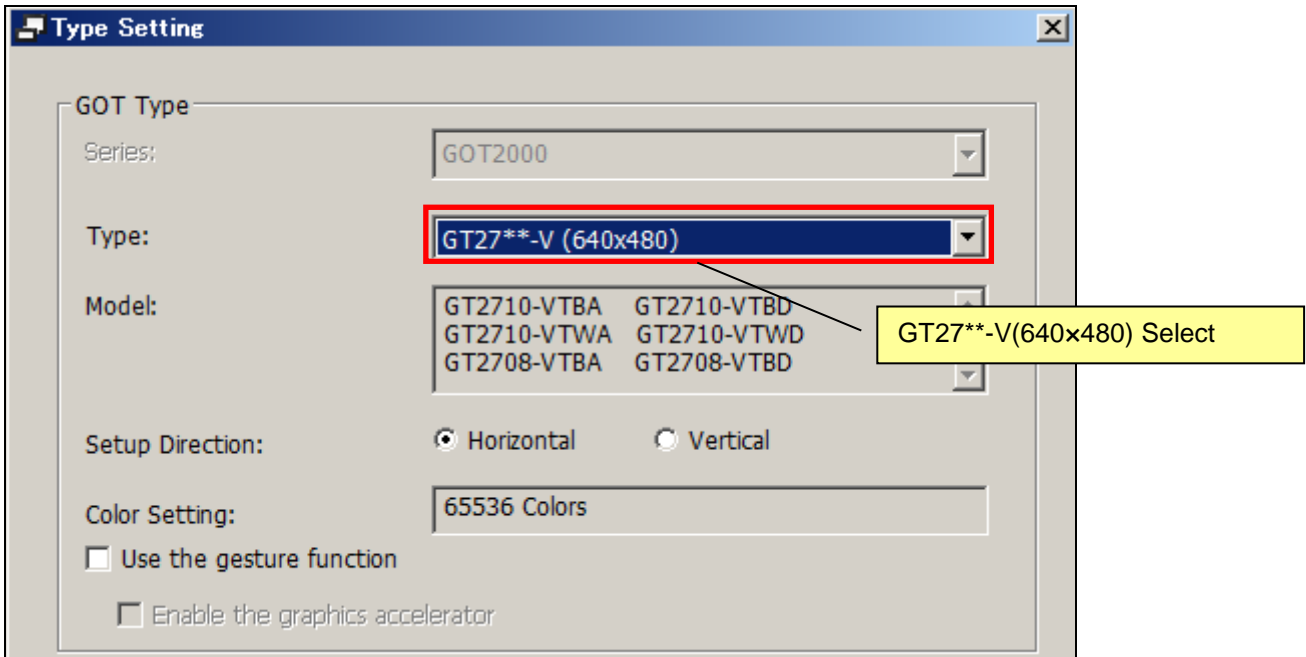 Type Setting
GOT Type
Series: GOT2000
Type: GT27**-V (640x480)
Model: GT2710-VTBA GT2710-VTBD
GT2710-VTWA GT2710-VTWD
GT2708-VTBA GT2708-VTBD
GT27**-V(640×480) Select
Setup Direction: Horizontal Vertical
Color Setting: 65536 Colors
Use the gesture function
Enable the graphics accelerator